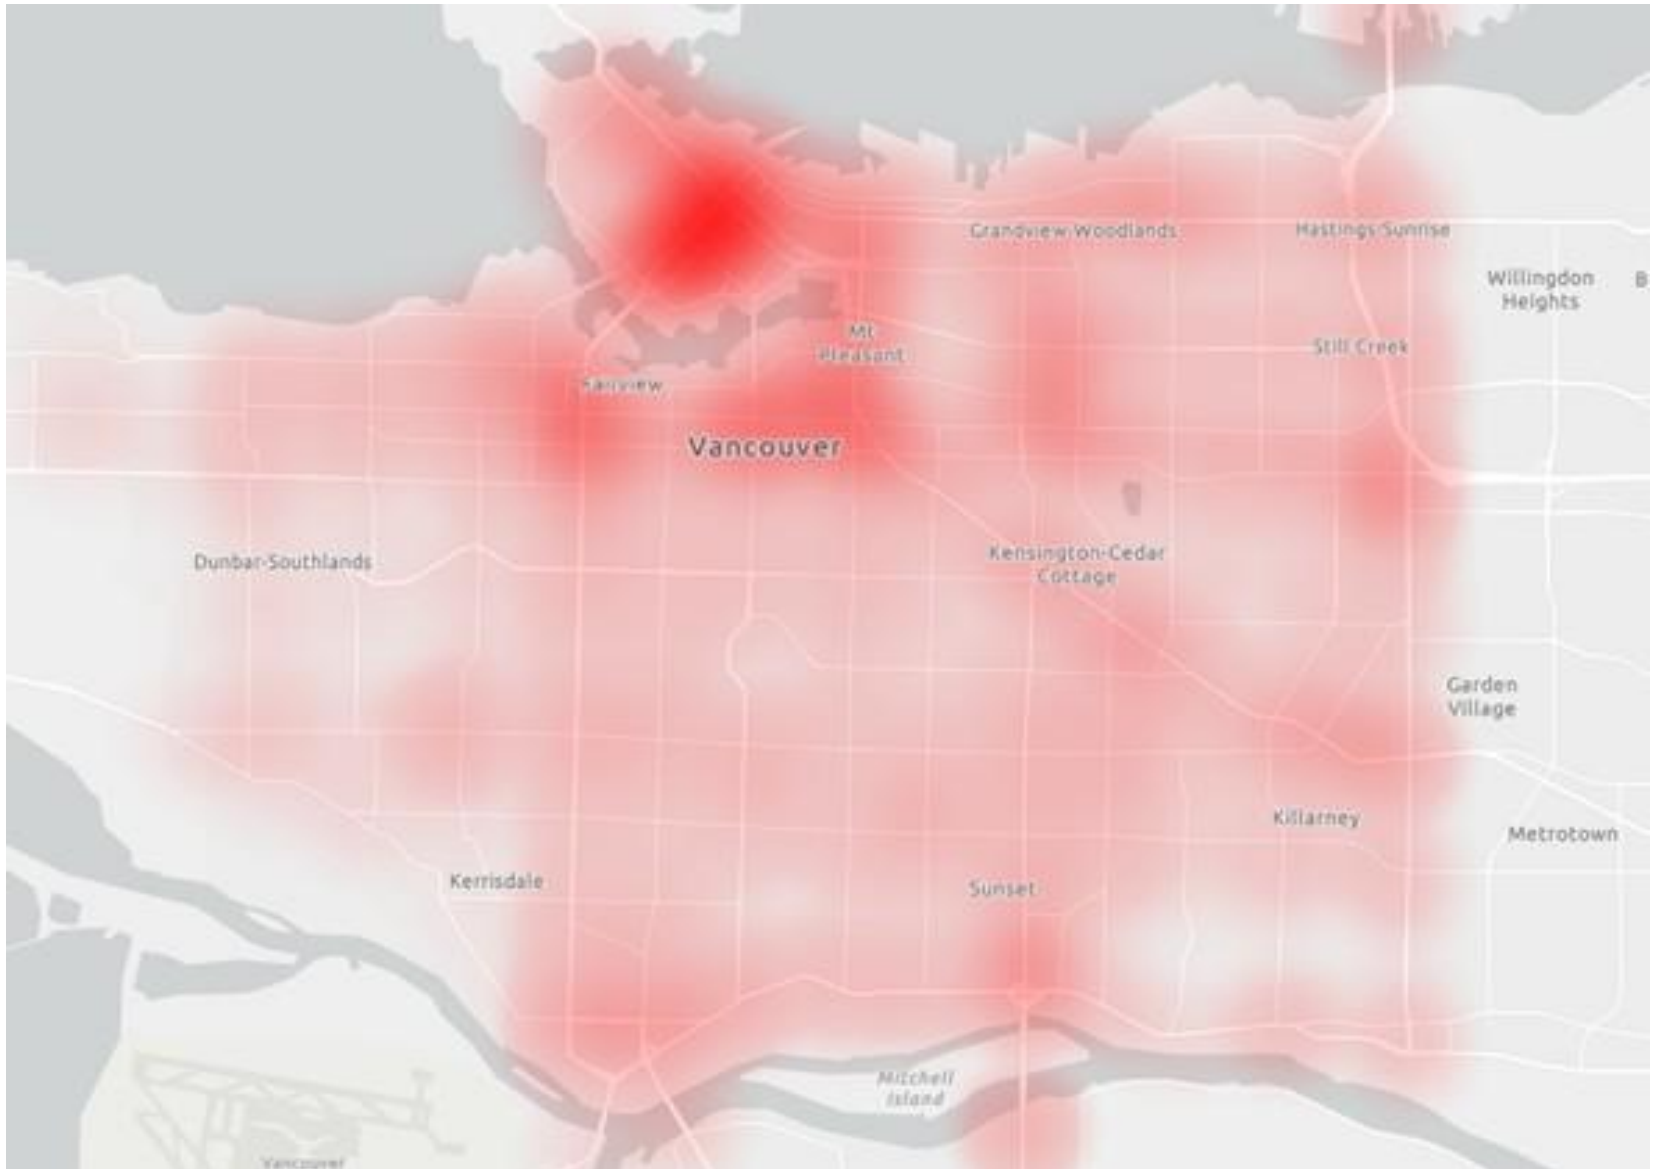 Grandview-Woodlands
Hastings-Sunrise
Willingdon
Heights
B
Mt
Pleasant
Still Creek
Fairview
Vancouver
Dunbar-Southlands
Kensington-Cedar
Cottage
Garden
Village
Killarney
Metrotown
Kerrisdale
Sunset
Mitchell
Island
Vancouver